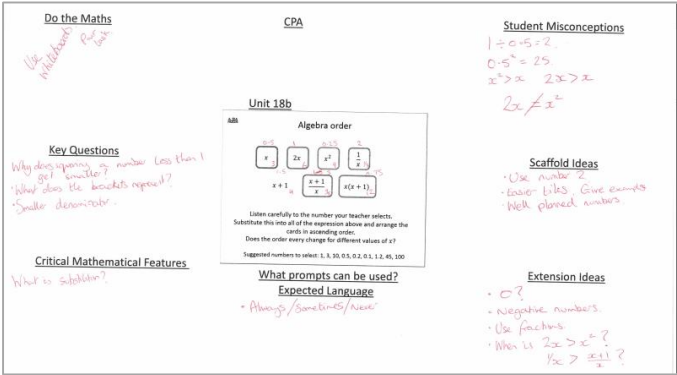 Do the Maths
Use
Whiteboards
Pair
CPA
Student Misconceptions
1 ÷ 0.5 = 2.
0.5² = 25
x² > x 2x > x
2x ≠ x²
Unit 18b
Algebra order
0.5 1 0.25 2
x 2x x² 1/x
x + 1 (x + 1)/x x(x + 1)
Listen carefully to the number your teacher selects.
Substitute this into all of the expression above and arrange the
cards in ascending order.
Does the order every change for different values of x?
Suggested numbers to select: 1, 3, 10, 0.5, 0.2, 0.1, 1.2, 45, 100
Key Questions
Why does squaring a number less than 1
get smaller?
• What does the brackets represent?
• Smaller denominator.
Scaffold Ideas
• Use number 2
• Easier tiles. Give example
• Well planned numbers
Critical Mathematical Features
What is substitution?
What prompts can be used?
Expected Language
• Always/Sometimes/Never
Extension Ideas
• 0?
• Negative numbers.
• Use fractions
• When is 2x > x²?
1/x > (x+1)/x ?